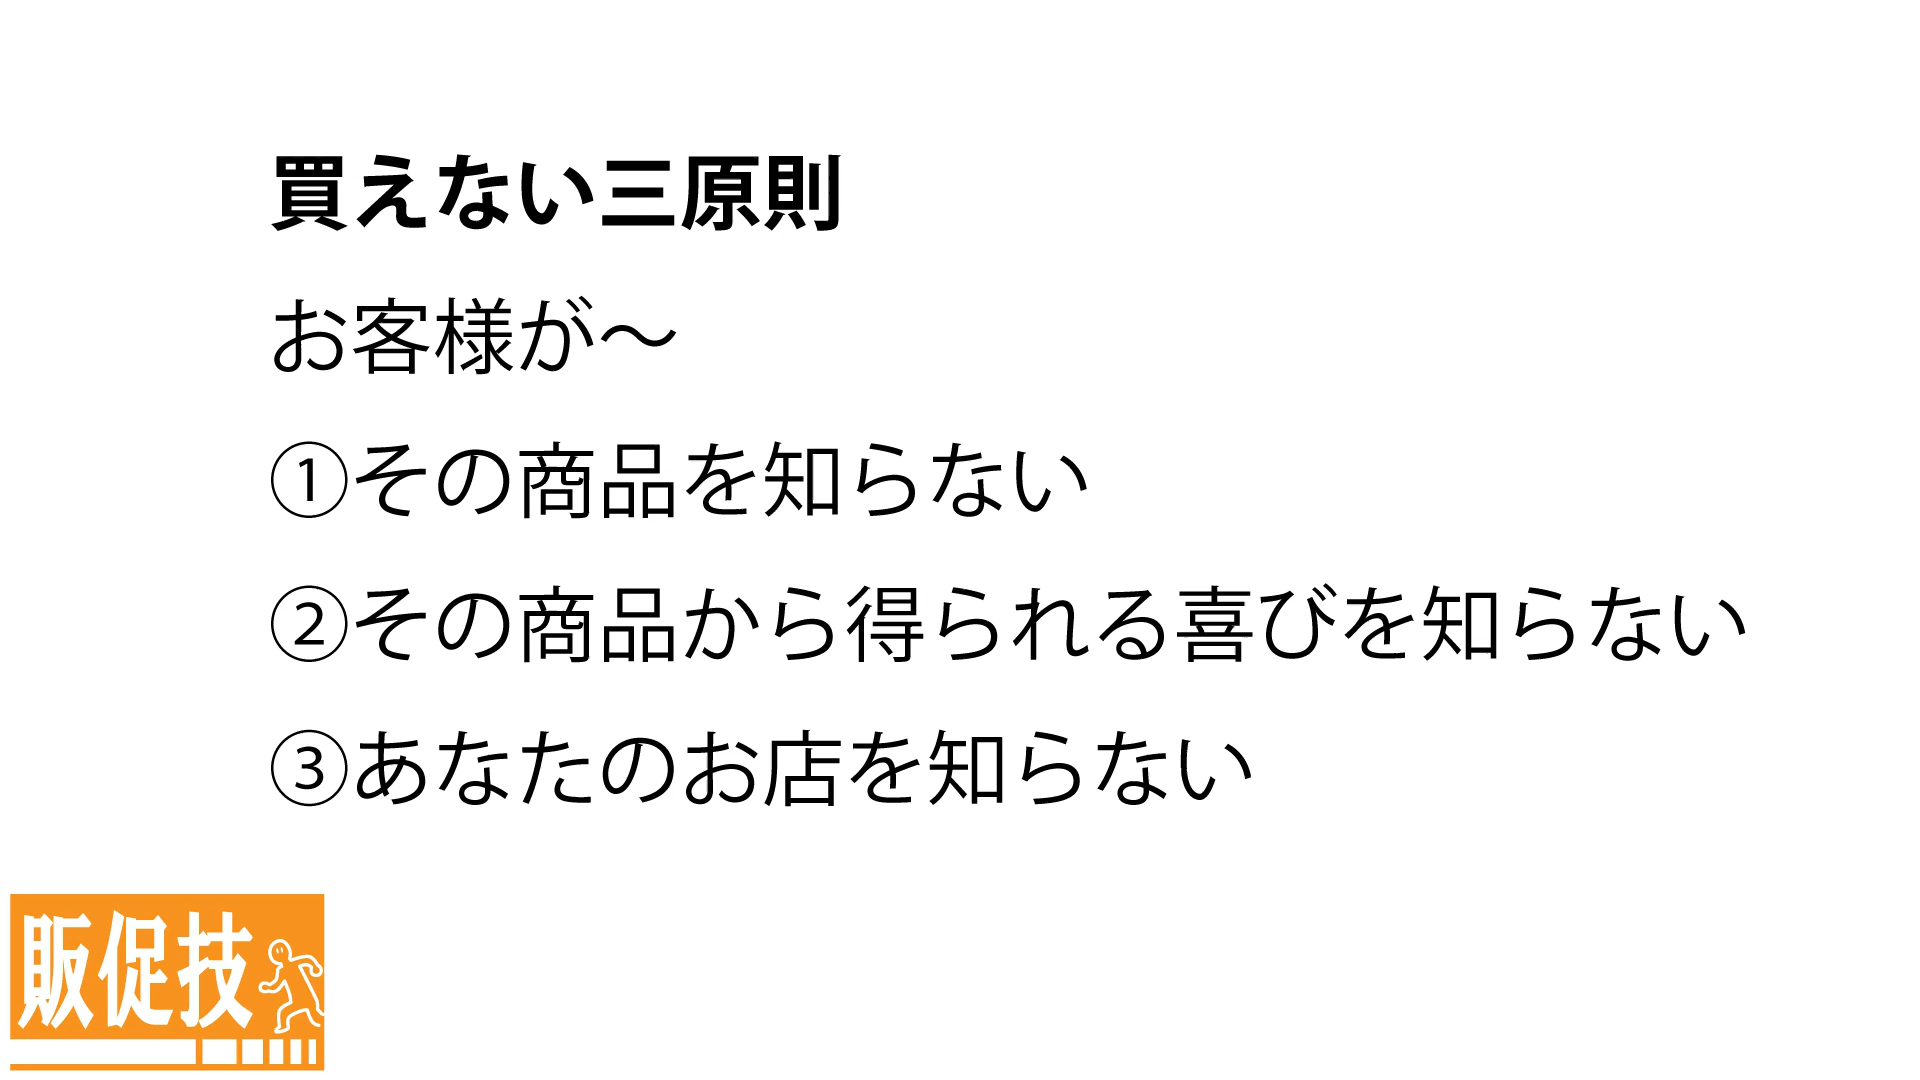 買えない三原則
お客様が～
①その商品を知らない
②その商品から得られる喜びを知らない
③あなたのお店を知らない
販促技